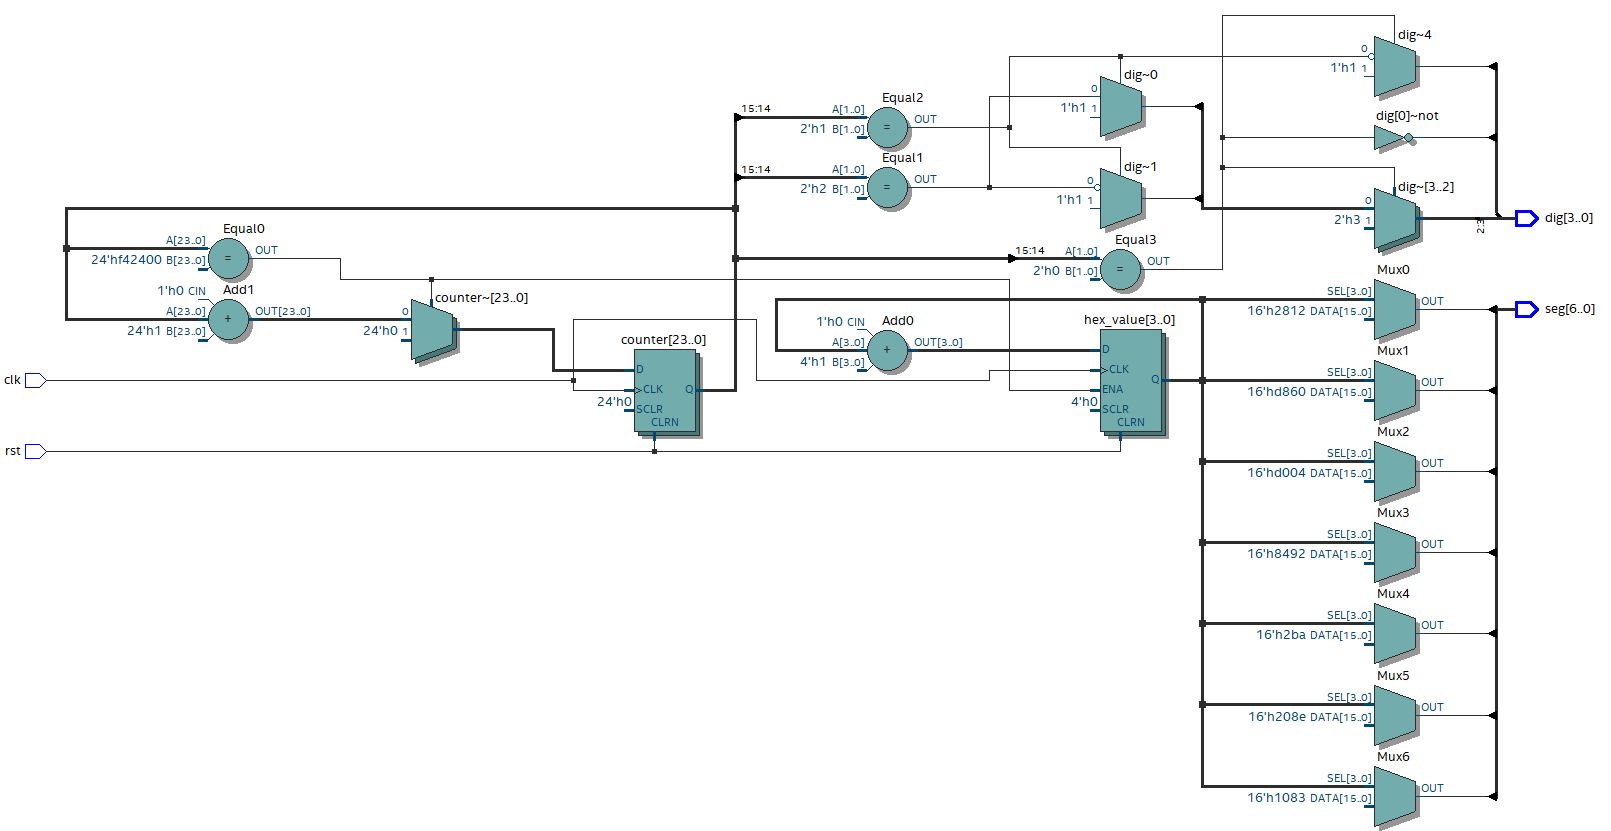 dig~4
0
1'h1 1
dig~0
0
1'h1 1
15:14
Equal2
A[1..0]
2'h1 B[1..0]
OUT
dig[0]~not
15:14
Equal1
A[1..0]
2'h2 B[1..0]
OUT
dig~1
0
1'h1 1
dig~[3..2]
0
2'h3 1
2:3
dig[3..0]
Equal0
A[23..0]
24'hf42400 B[23..0]
OUT
15:14
Equal3
A[1..0]
2'h0 B[1..0]
OUT
1'h0 CIN
Add1
A[23..0]
24'h1 B[23..0]
OUT[23..0]
counter~[23..0]
0
24'h0 1
counter[23..0]
D
CLK
24'h0 SCLR
CLRN
Q
1'h0 CIN
Add0
A[3..0]
4'h1 B[3..0]
OUT[3..0]
hex_value[3..0]
D
CLK
ENA
4'h0 SCLR
CLRN
Q
clk
rst
Mux0
SEL[3..0]
16'h2812 DATA[15..0]
OUT
seg[6..0]
Mux1
SEL[3..0]
16'hd860 DATA[15..0]
OUT
Mux2
SEL[3..0]
16'hd004 DATA[15..0]
OUT
Mux3
SEL[3..0]
16'h8492 DATA[15..0]
OUT
Mux4
SEL[3..0]
16'h2ba DATA[15..0]
OUT
Mux5
SEL[3..0]
16'h208e DATA[15..0]
OUT
Mux6
SEL[3..0]
16'h1083 DATA[15..0]
OUT